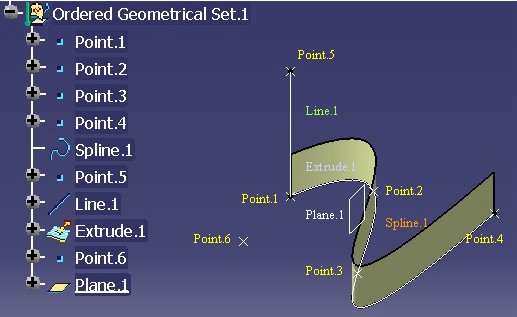 Ordered Geometrical Set.1
Point.1
Point.2
Point.3
Point.4
Spline.1
Point.5
Line.1
Extrude.1
Point.6
Plane.1
Point.5
Line.1
Extrude.1
Point.1
Point.2
Plane.1
Spline.1
Point.6
Point.4
Point.3